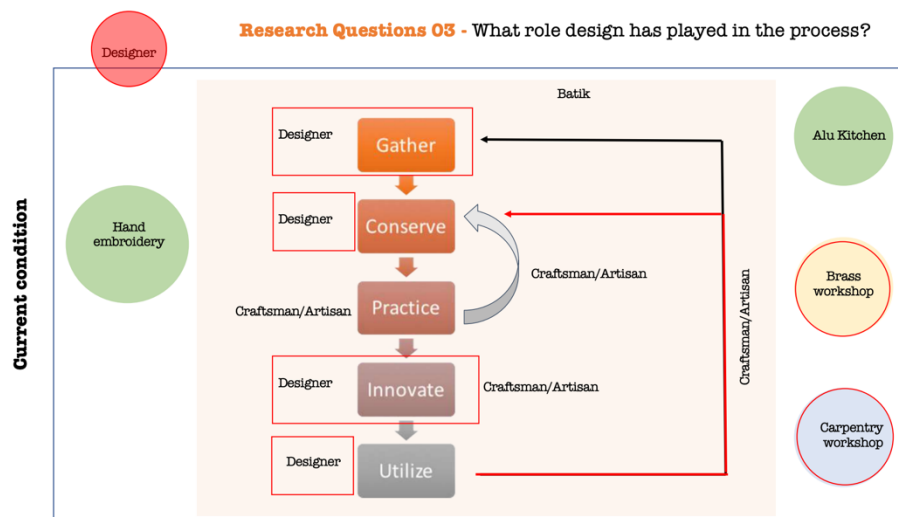 Research Questions 03 - What role design has played in the process?
Designer
Batik
Designer
Gather
Alu Kitchen
Designer
Conserve
Hand
embroidery
Craftsman/Artisan
Brass
workshop
Craftsman/Artisan
Practice
Craftsman/Artisan
Current condition
Designer
Innovate
Craftsman/Artisan
Carpentry
workshop
Designer
Utilize